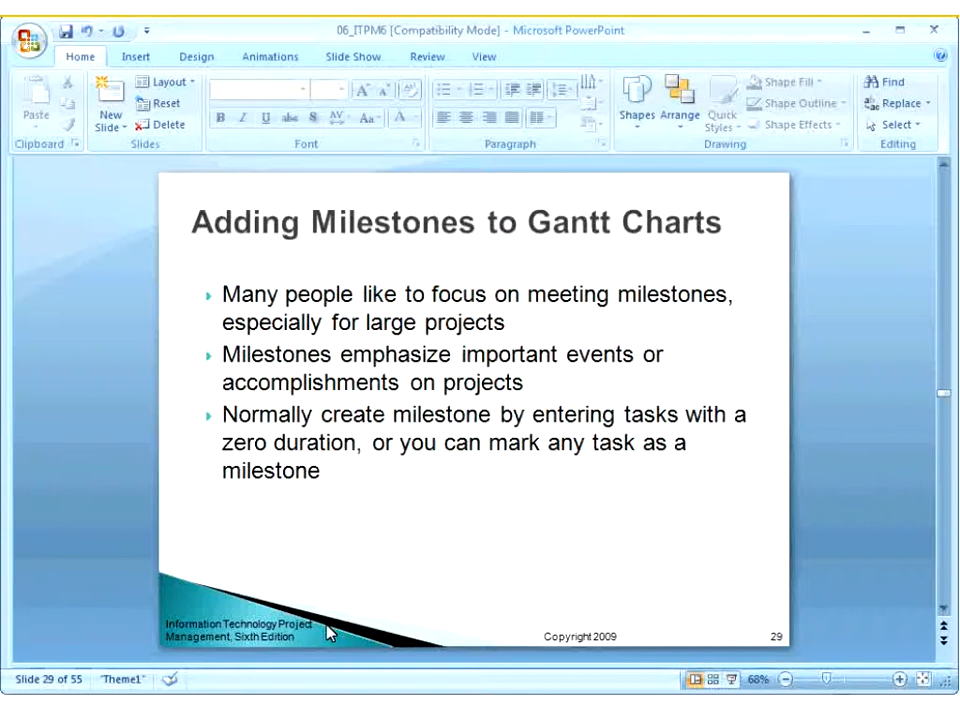 06_ITPM6 [Compatibility Mode] - Microsoft PowerPoint
Home Insert Design Animations Slide Show Review View
Paste
New
Slide
Layout
Reset
Delete
Shapes Arrange Quick
Styles
Shape Fill
Shape Outline
Shape Effects
Find
Replace
Select
Clipboard Slides Font Paragraph Drawing Editing
Adding Milestones to Gantt Charts
Many people like to focus on meeting milestones,
especially for large projects
Milestones emphasize important events or
accomplishments on projects
Normally create milestone by entering tasks with a
zero duration, or you can mark any task as a
milestone
Information Technology Project
Management, Sixth Edition
Copyright 2009
29
Slide 29 of 55 "Theme1" 68%